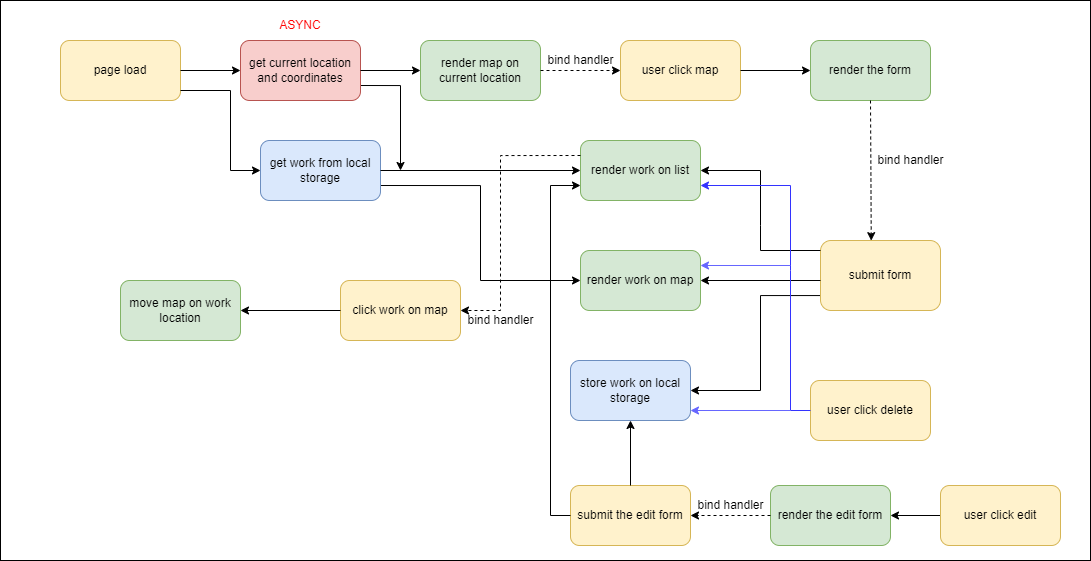 ASYNC
page load
get current location
and coordinates
render map on
current location
bind handler
user click map
render the form
bind handler
get work from local
storage
render work on list
submit form
render work on map
move map on work
location
click work on map
bind handler
store work on local
storage
user click delete
submit the edit form
bind handler
render the edit form
user click edit